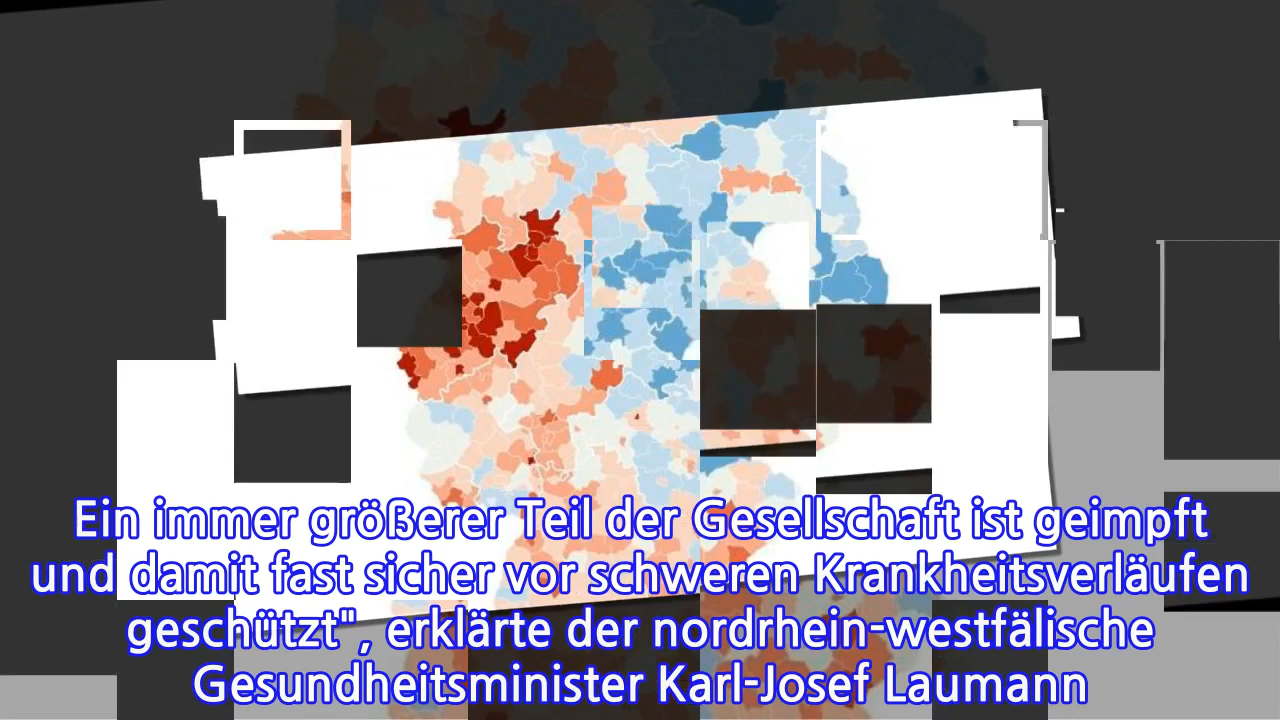 Ein immer größerer Teil der Gesellschaft ist geimpft
und damit fast sicher vor schweren Krankheitsverläufen
geschützt", erklärte der nordrhein-westfälische
Gesundheitsminister Karl-Josef Laumann